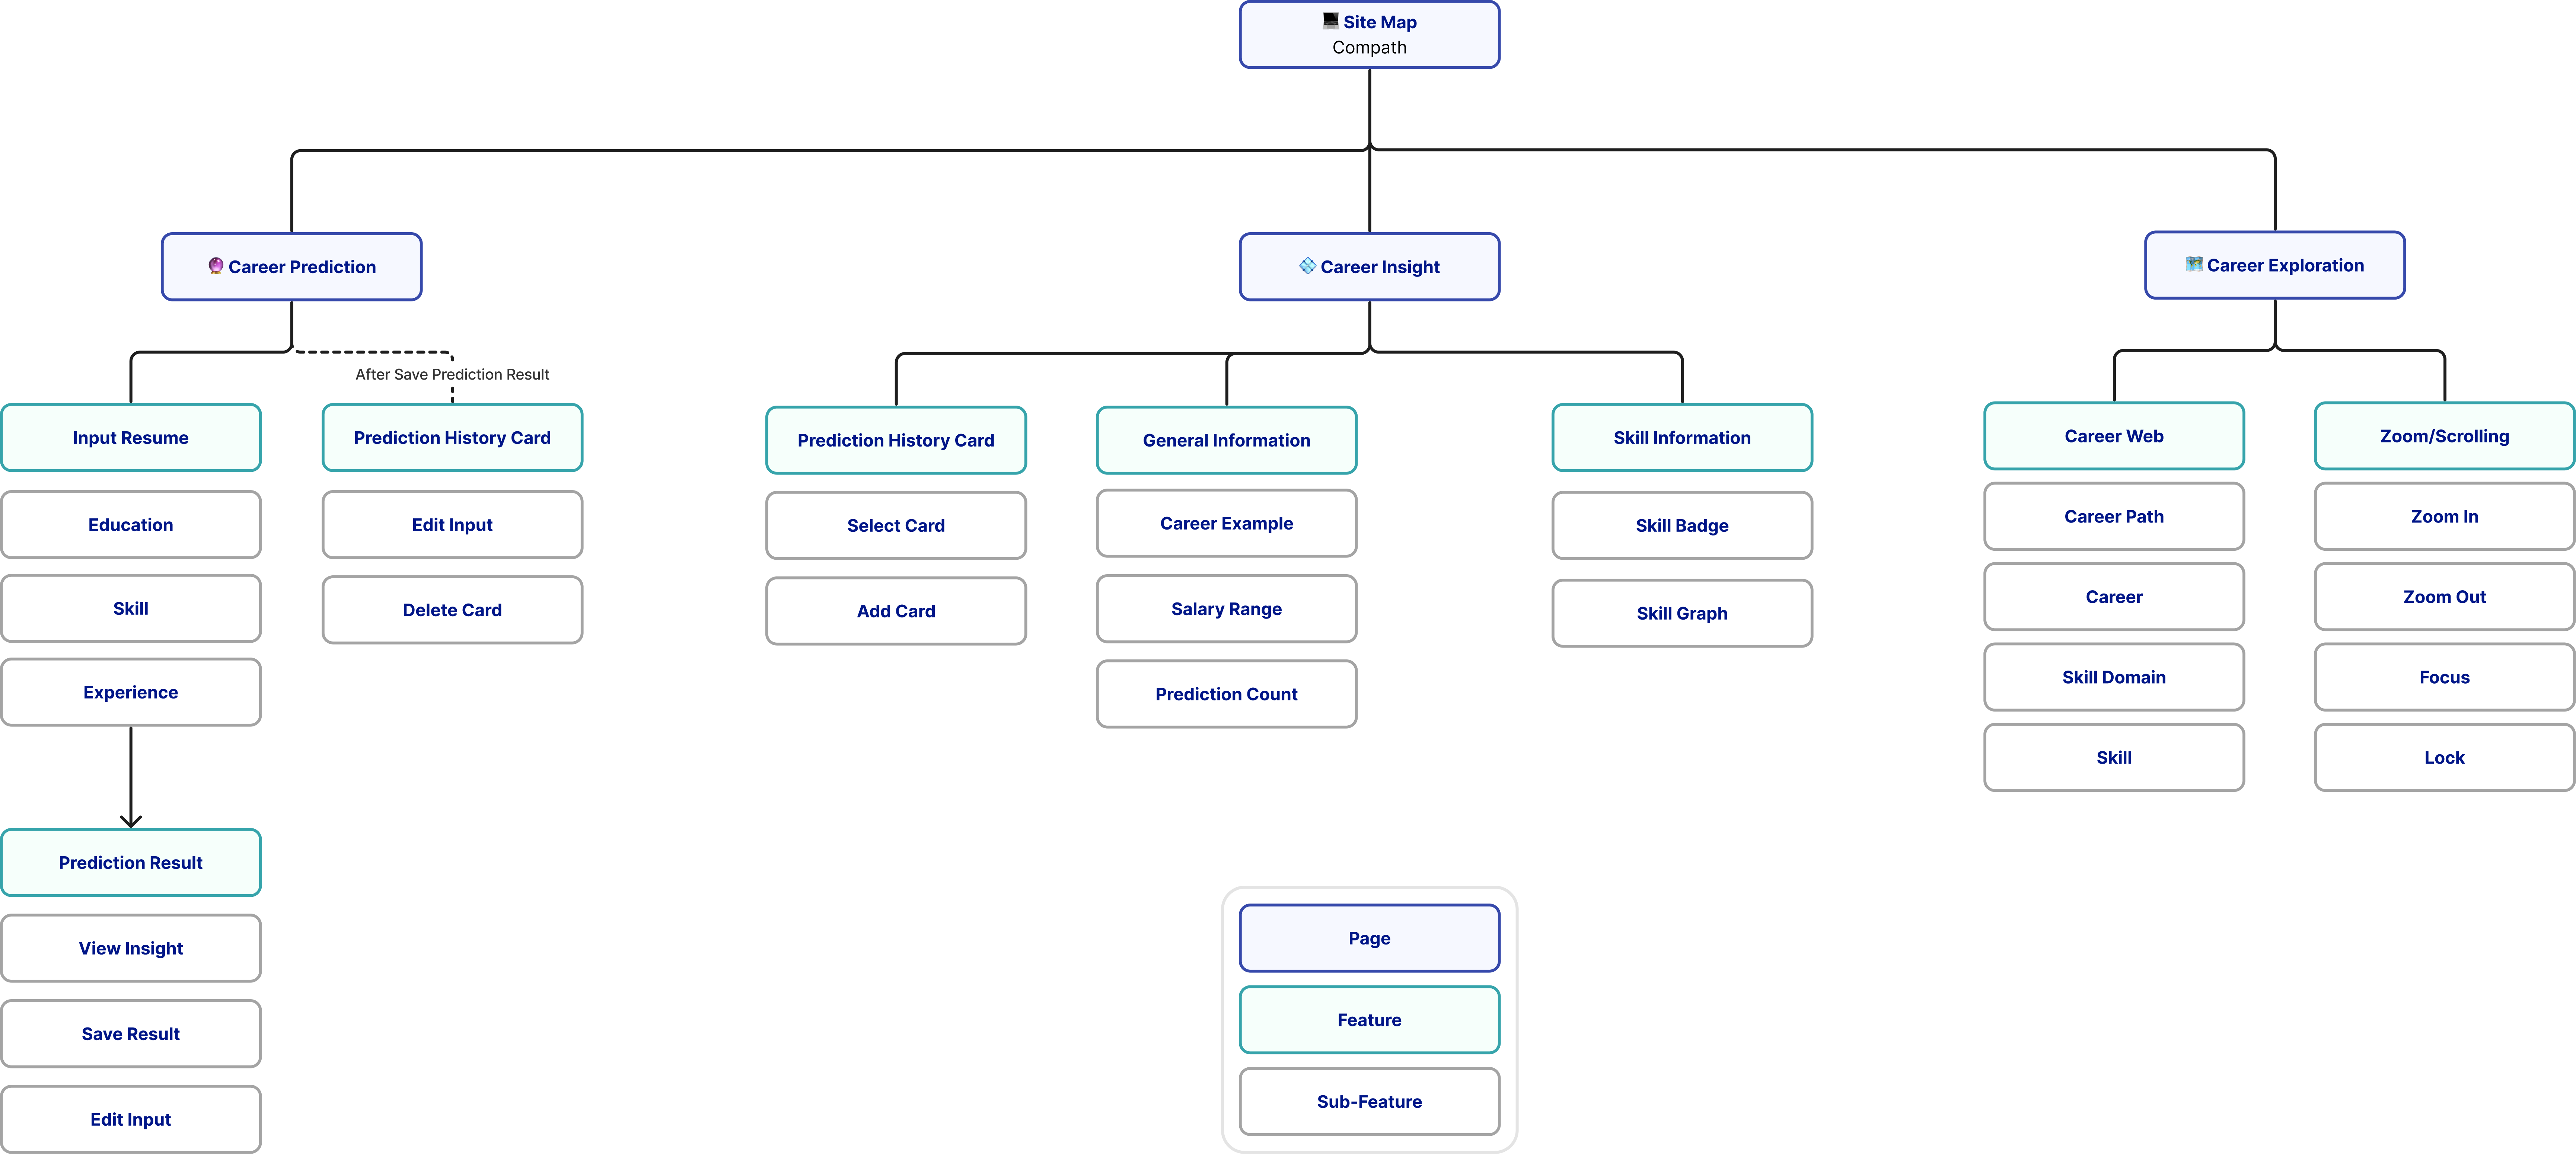 Site Map
Compath
Career Prediction
Career Insight
Career Exploration
After Save Prediction Result
Input Resume
Education
Skill
Experience
Prediction Result
View Insight
Save Result
Edit Input
Prediction History Card
Edit Input
Delete Card
Prediction History Card
Select Card
Add Card
General Information
Career Example
Salary Range
Prediction Count
Skill Information
Skill Badge
Skill Graph
Career Web
Career Path
Career
Skill Domain
Skill
Zoom/Scrolling
Zoom In
Zoom Out
Focus
Lock
Page
Feature
Sub-Feature